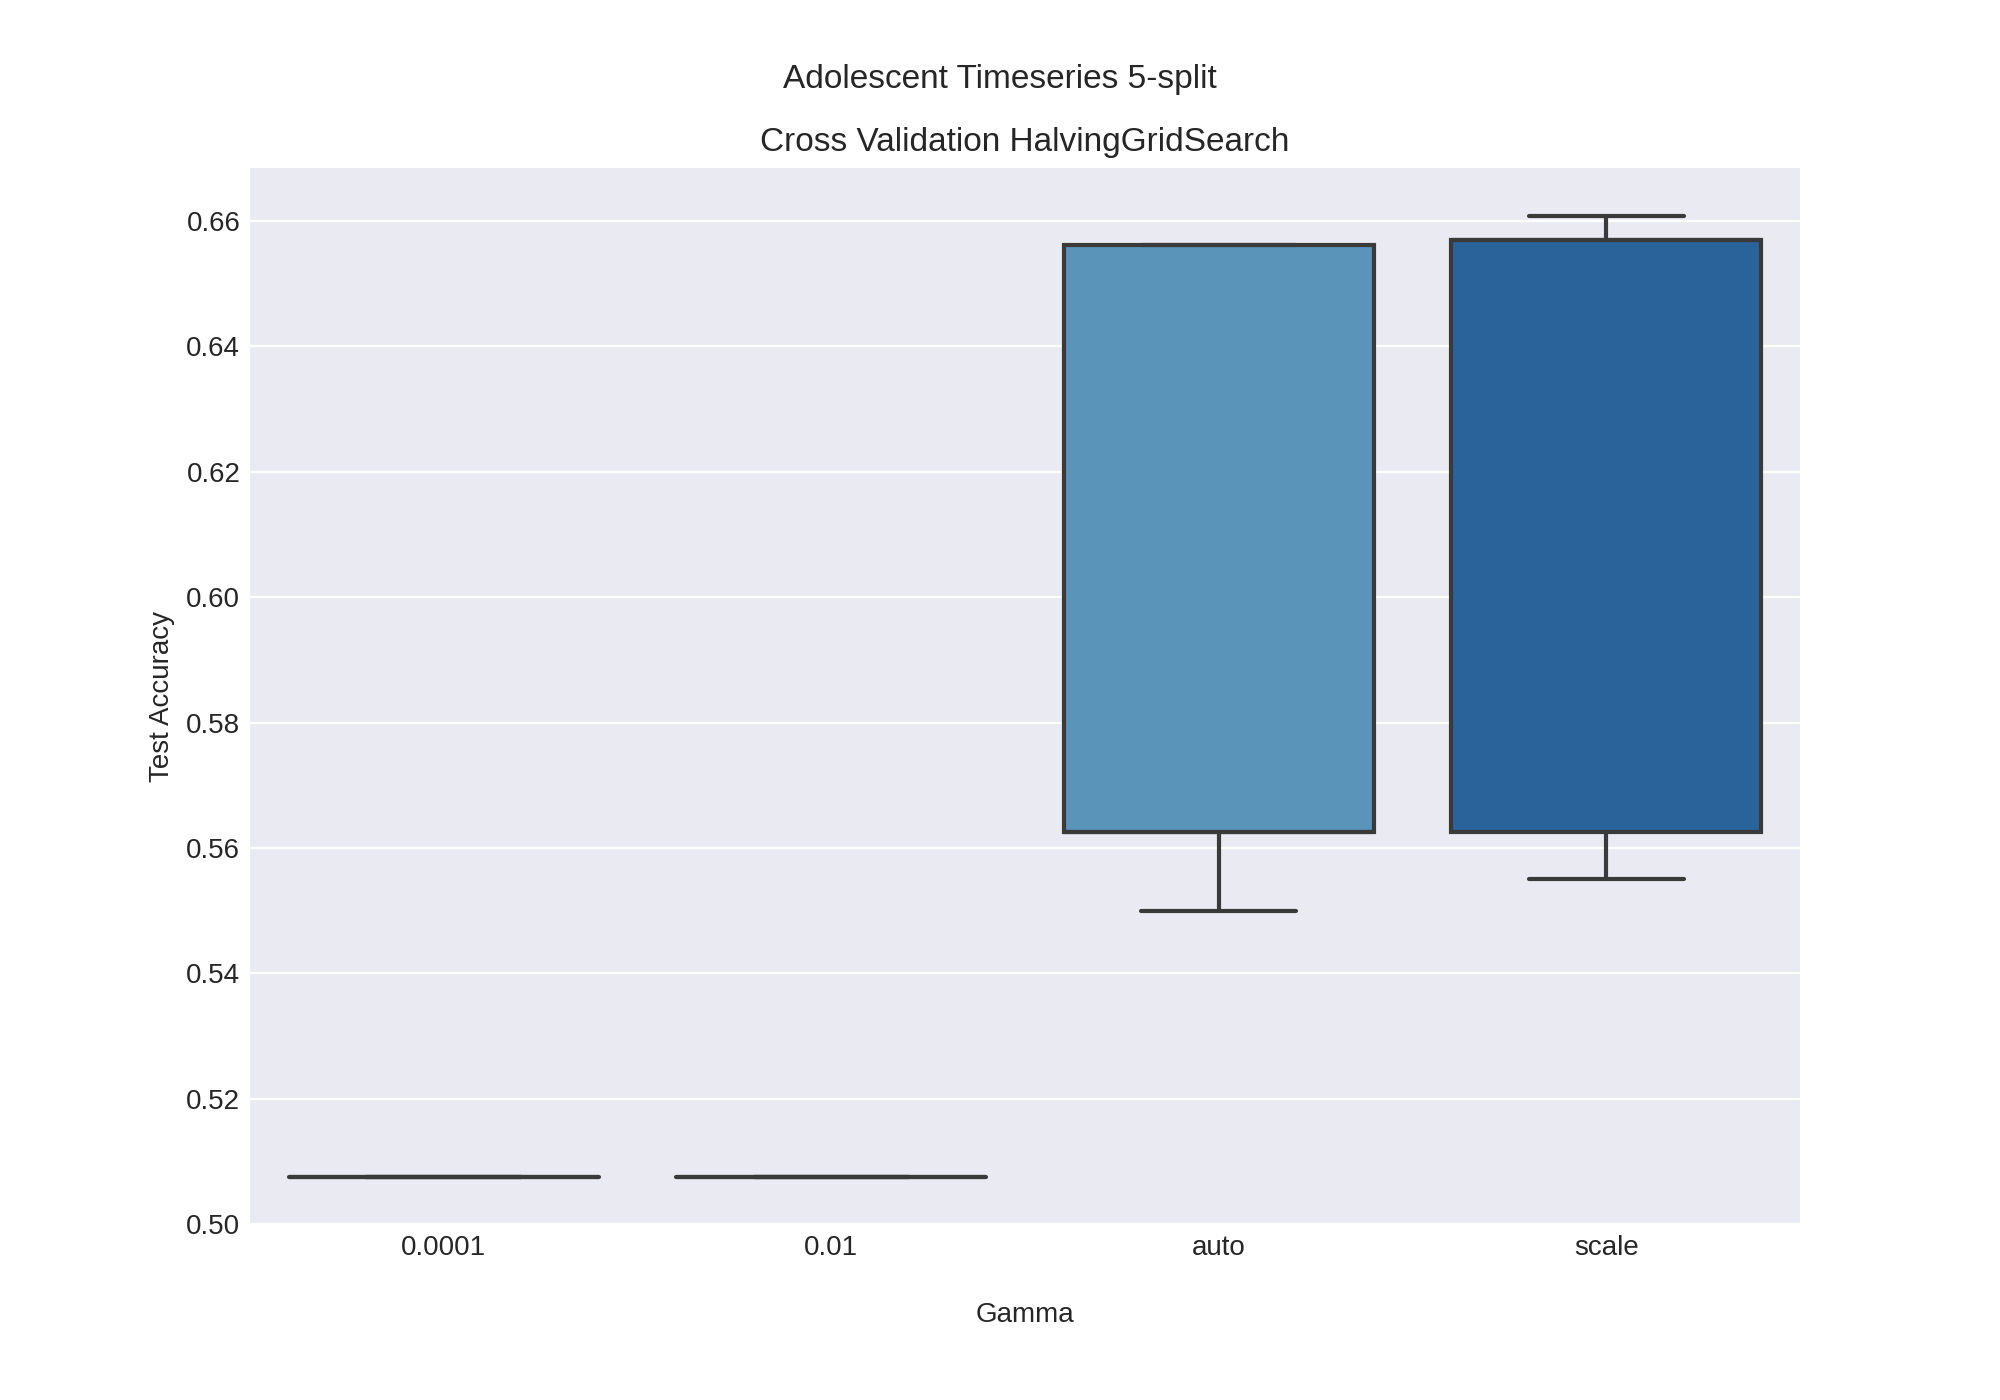 Adolescent Timeseries 5-split
Cross Validation HalvingGridSearch
0.66
0.64
0.62
0.60
0.58
0.56
0.54
0.52
0.50
Test Accuracy
0.0001 0.01 auto scale
Gamma